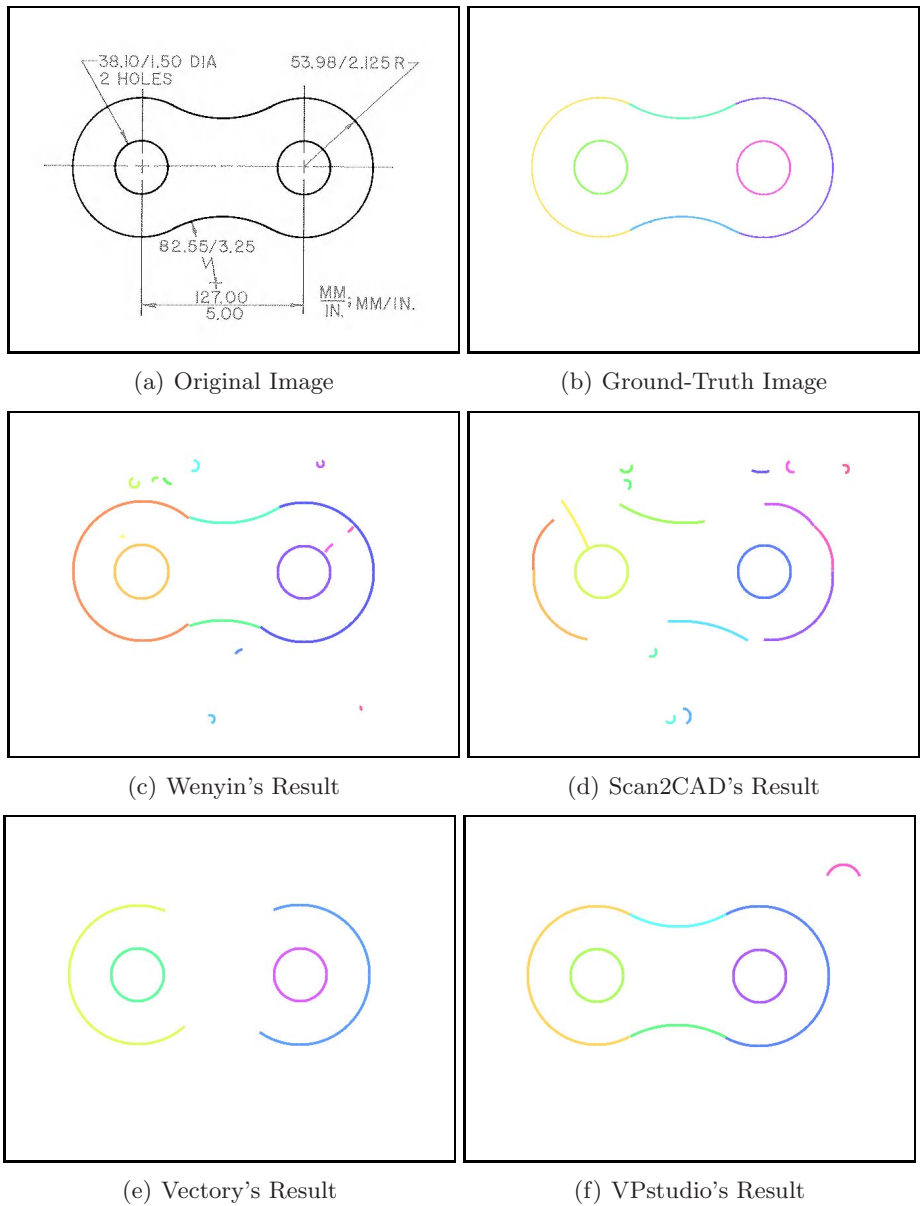 38.10/1.50 DIA
2 HOLES
53.98/2.125 R
82.55/3.25
127.00
5.00
MM
IN.
; MM/IN.
(a) Original Image
(b) Ground-Truth Image
(c) Wenyin's Result
(d) Scan2CAD's Result
(e) Vectory's Result
(f) VPstudio's Result